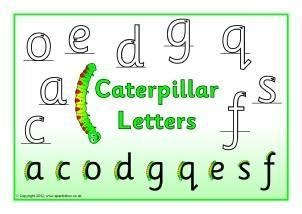 o e d g q
a Caterpillar s
c Letters f
a c o d g q e s f